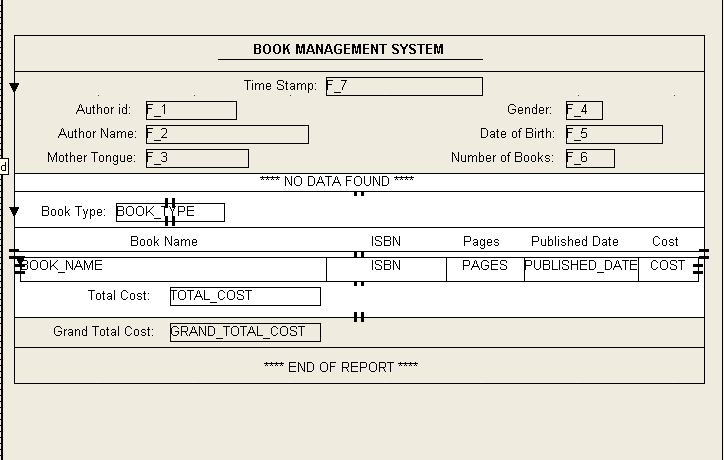 BOOK MANAGEMENT SYSTEM
Time Stamp: F_7
Author id: F_1 Gender: F_4
Author Name: F_2 Date of Birth: F_5
Mother Tongue: F_3 Number of Books: F_6
d
**** NO DATA FOUND ****
Book Type: BOOK_TYPE
Book Name ISBN Pages Published Date Cost
BOOK_NAME ISBN PAGES PUBLISHED_DATE COST
Total Cost: TOTAL_COST
Grand Total Cost: GRAND_TOTAL_COST
**** END OF REPORT ****